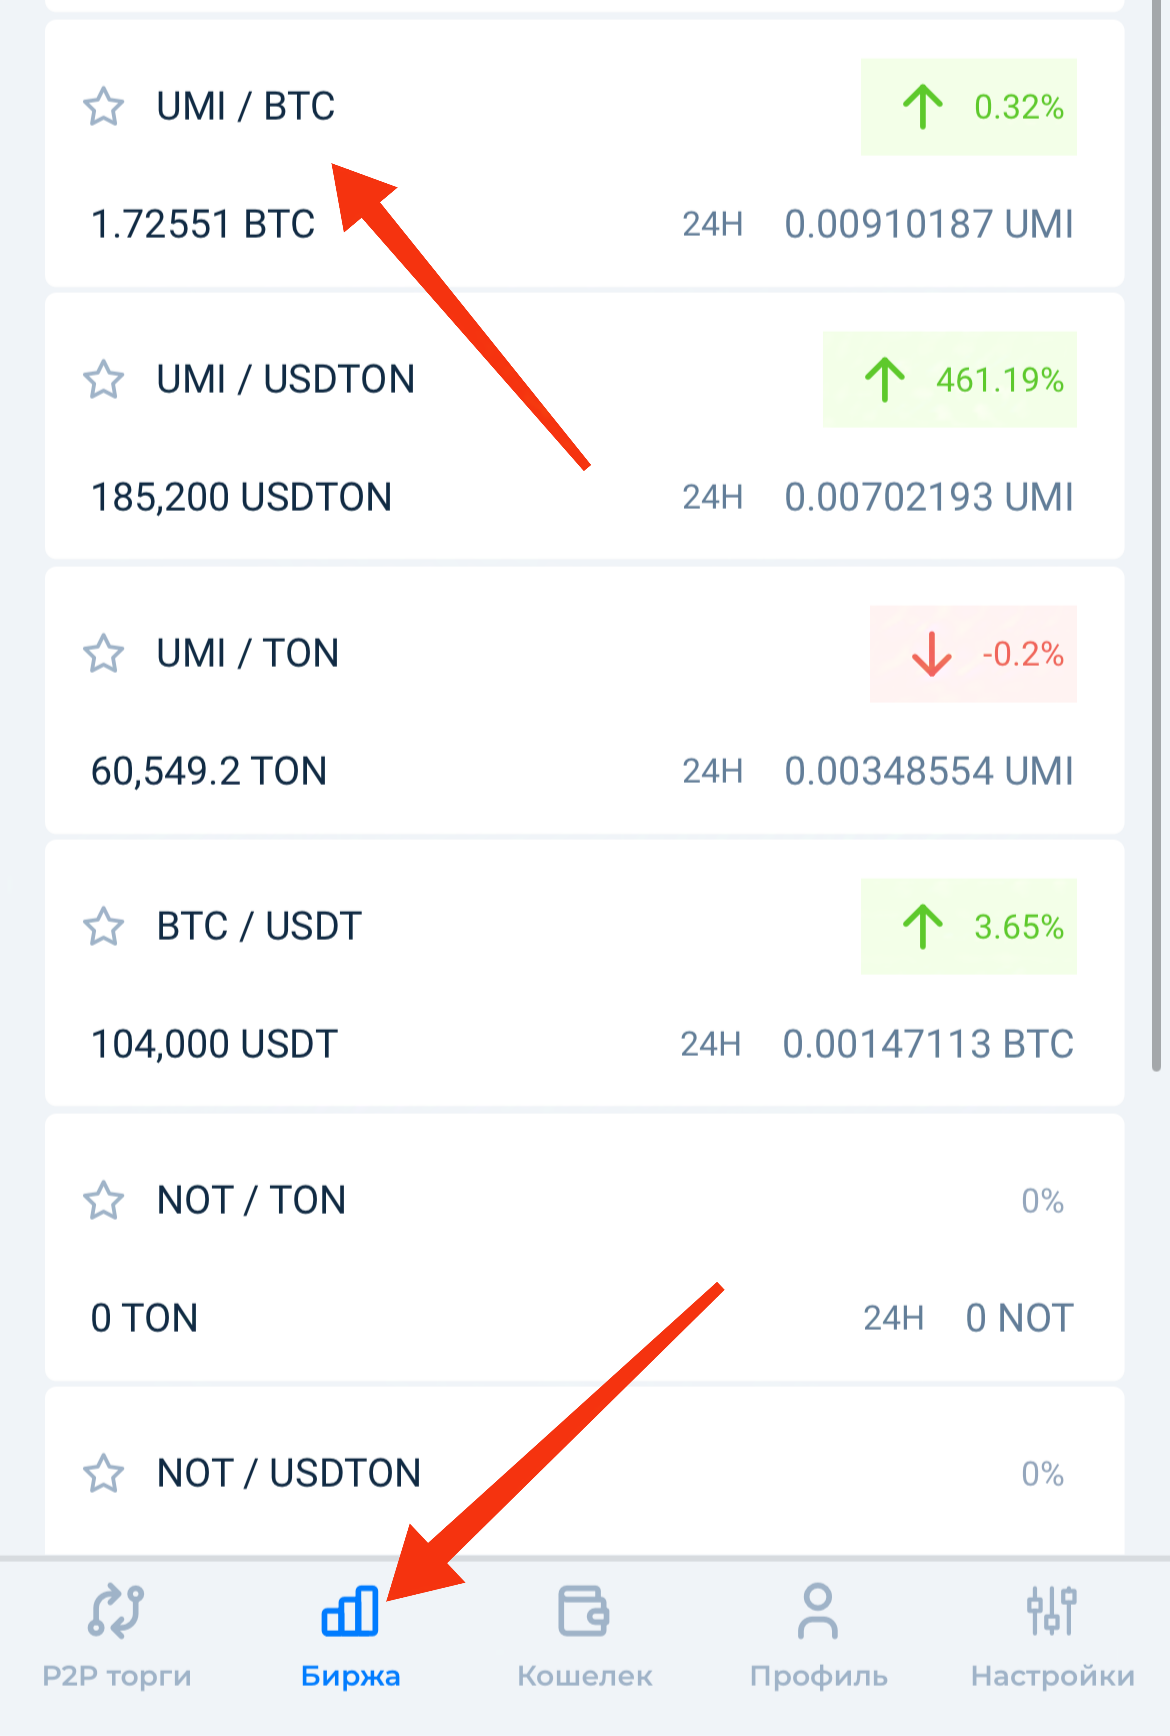 UMI / BTC
0.32%
1.72551 BTC
24H 0.00910187 UMI
UMI / USDTON
461.19%
185,200 USDTON
24H 0.00702193 UMI
UMI / TON
-0.2%
60,549.2 TON
24H 0.00348554 UMI
BTC / USDT
3.65%
104,000 USDT
24H 0.00147113 BTC
NOT / TON
0%
0 TON
24H 0 NOT
NOT / USDTON
0%
P2P торги
Биржа
Кошелек
Профиль
Настройки